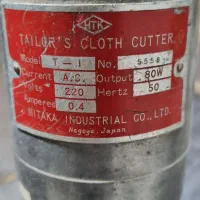 HTK
TAILOR'S CLOTH CUTTER
Model T-1 No. 5558
Current A.C. Output 80W
Volts 220 Hertz 50
Amperes 0.4
MITAKA INDUSTRIAL CO., LTD.
Nagoya, Japan